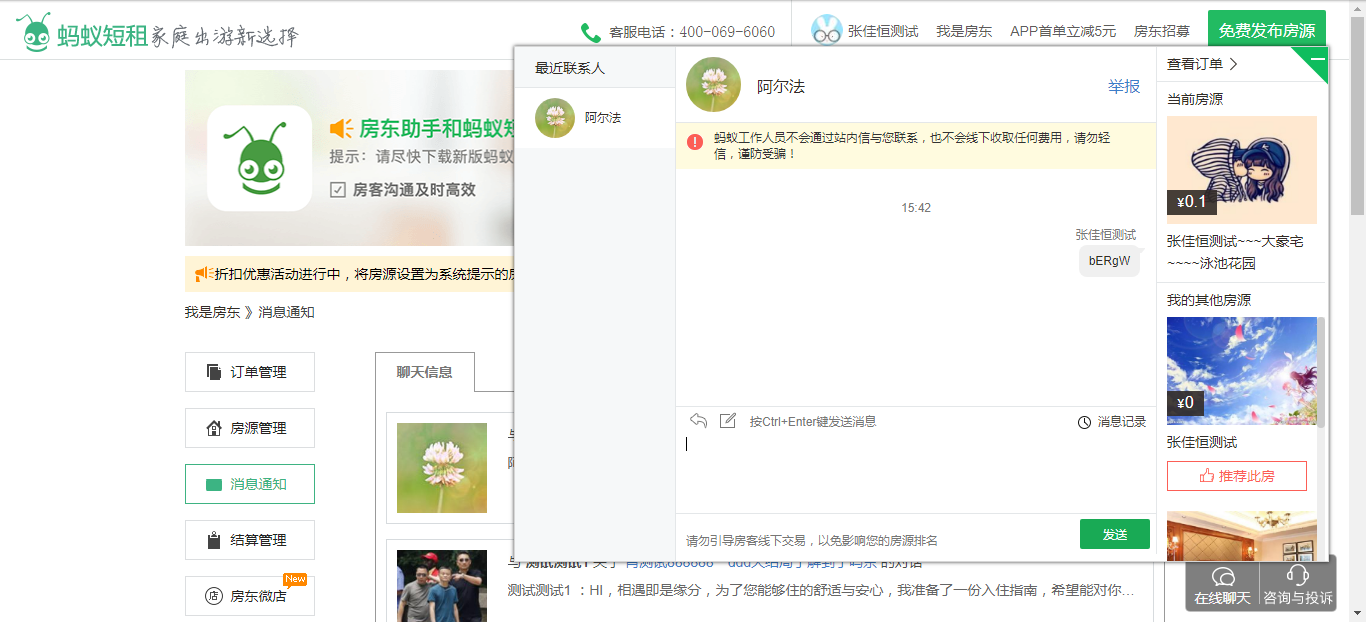 蚂蚁短租 家庭出游新选择
客服电话：400-069-6060
张佳恒测试 我是房东 APP首单立减5元 房东招募 免费发布房源
房东助手和蚂蚁短
提示：请尽快下载新版蚂蚁
房客沟通及时高效
折扣优惠活动进行中，将房源设置为系统提示的
我是房东 》消息通知
订单管理
房源管理
消息通知
结算管理
房东微店
New
聊天信息
最近联系人
阿尔法
阿尔法
举报
蚂蚁工作人员不会通过站内信与您联系，也不会线下收取任何费用，请勿轻
信，谨防受骗！
15:42
张佳恒测试
bERgW
按Ctrl+Enter键发送消息
消息记录
请勿引导房客线下交易，以免影响您的房源排名
发送
查看订单
当前房源
¥0.1
张佳恒测试~~~大豪宅
~~~~泳池花园
我的其他房源
¥0
张佳恒测试
推荐此房
测试测试1 ：HI，相遇即是缘分，为了您能够住的舒适与安心，我准备了一份入住指南，希望能对你…
在线聊天
咨询与投诉